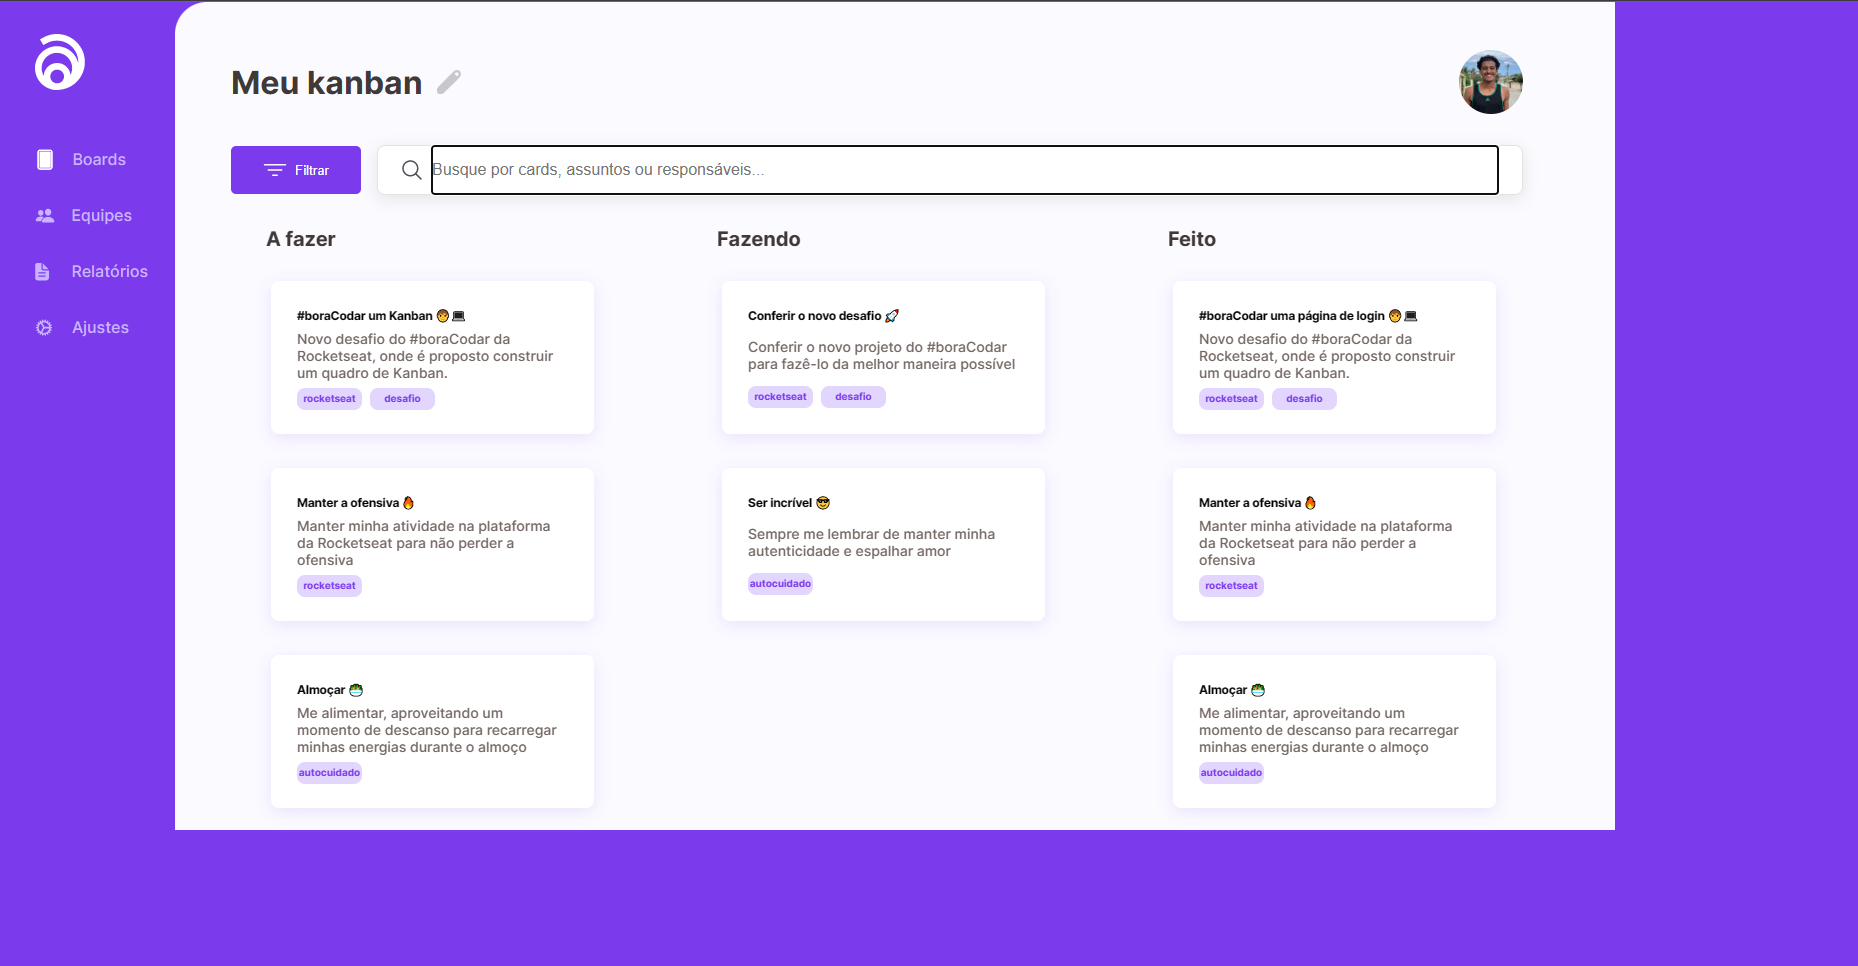 Meu kanban
Boards
Equipes
Relatórios
Ajustes
Filtrar
Busque por cards, assuntos ou responsáveis...
A fazer
#boraCodar um Kanban 🧑‍💻
Novo desafio do #boraCodar da
Rocketseat, onde é proposto construir
um quadro de Kanban.
rocketseat desafio
Manter a ofensiva 🔥
Manter minha atividade na plataforma
da Rocketseat para não perder a
ofensiva
rocketseat
Almoçar 🥗
Me alimentar, aproveitando um
momento de descanso para recarregar
minhas energias durante o almoço
autocuidado
Fazendo
Conferir o novo desafio 🚀
Conferir o novo projeto do #boraCodar
para fazê-lo da melhor maneira possível
rocketseat desafio
Ser incrível 😎
Sempre me lembrar de manter minha
autenticidade e espalhar amor
autocuidado
Feito
#boraCodar uma página de login 🧑‍💻
Novo desafio do #boraCodar da
Rocketseat, onde é proposto construir
um quadro de Kanban.
rocketseat desafio
Manter a ofensiva 🔥
Manter minha atividade na plataforma
da Rocketseat para não perder a
ofensiva
rocketseat
Almoçar 🥗
Me alimentar, aproveitando um
momento de descanso para recarregar
minhas energias durante o almoço
autocuidado